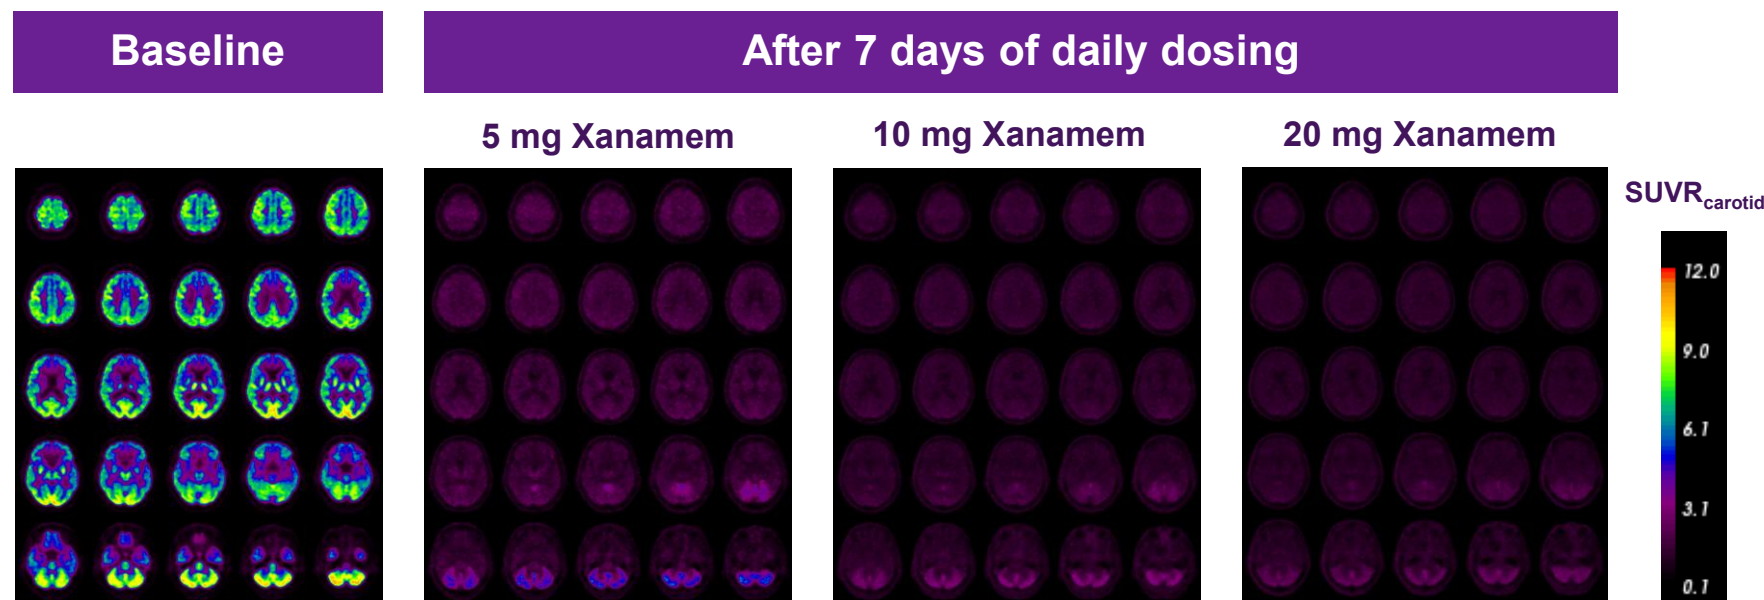 Baseline
After 7 days of daily dosing
5 mg Xanamem
10 mg Xanamem
20 mg Xanamem
SUVRcarotid
12.0
9.0
6.1
3.1
0.1